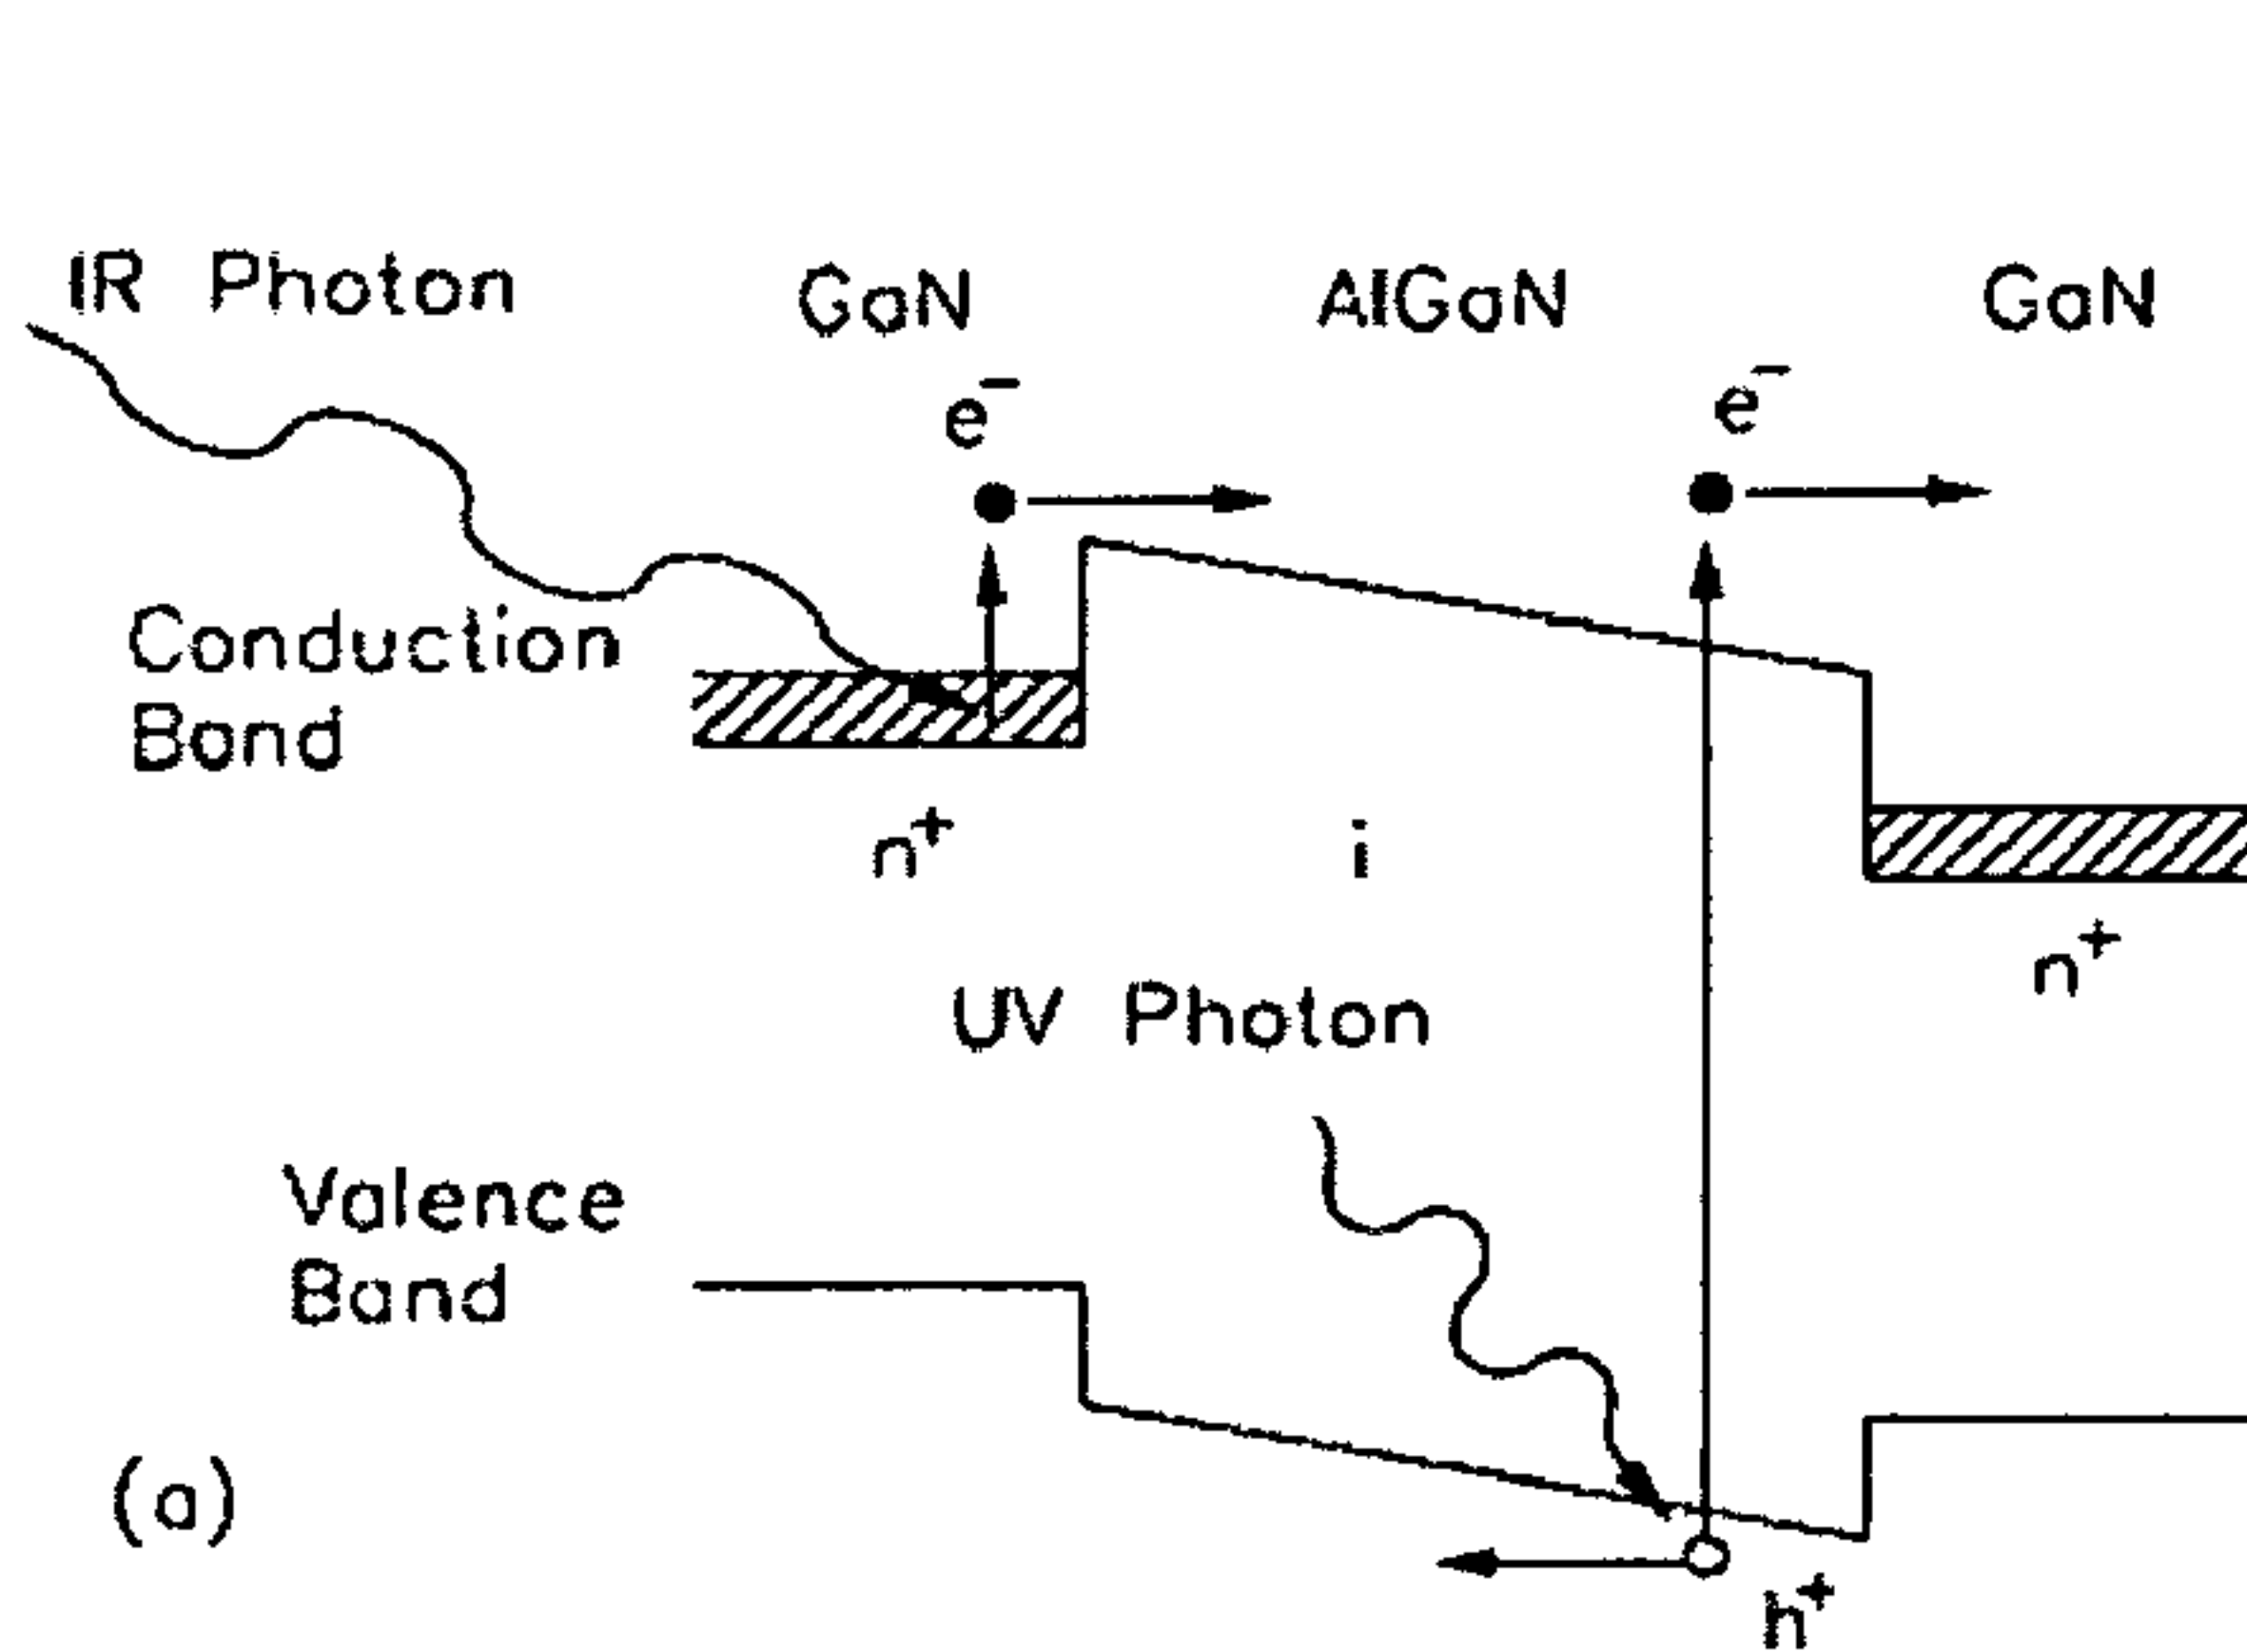 IR Photon
GaN
AlGaN
GaN
e⁻
e⁻
Conduction
Band
n⁺
i
n⁺
UV Photon
Valence
Band
(a)
h⁺